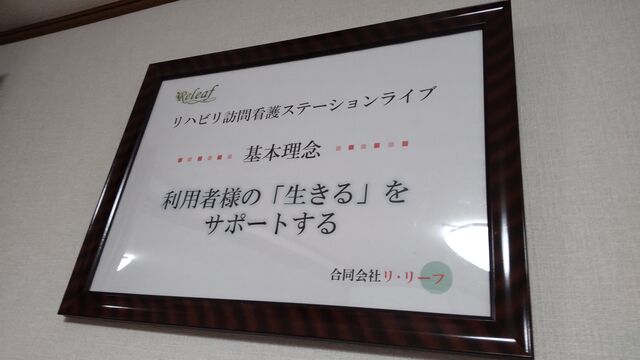 Releaf
リハビリ訪問看護ステーションライブ
基本理念
利用者様の「生きる」を
サポートする
合同会社リ・リーフ